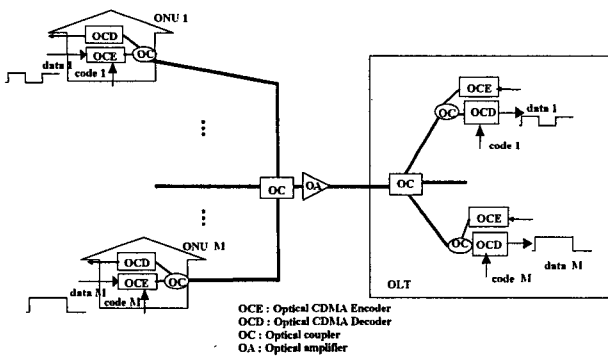 ONU 1
OCD
OCE
OC
data 1
code 1
OCE
OC
OCD
data 1
code 1
OC
OA
OC
ONU M
OCD
OCE
OC
data M
code M
OCE
OC
OCD
code M
data M
OLT
OCE : Optical CDMA Encoder
OCD : Optical CDMA Decoder
OC : Optical coupler
OA : Optical amplifier